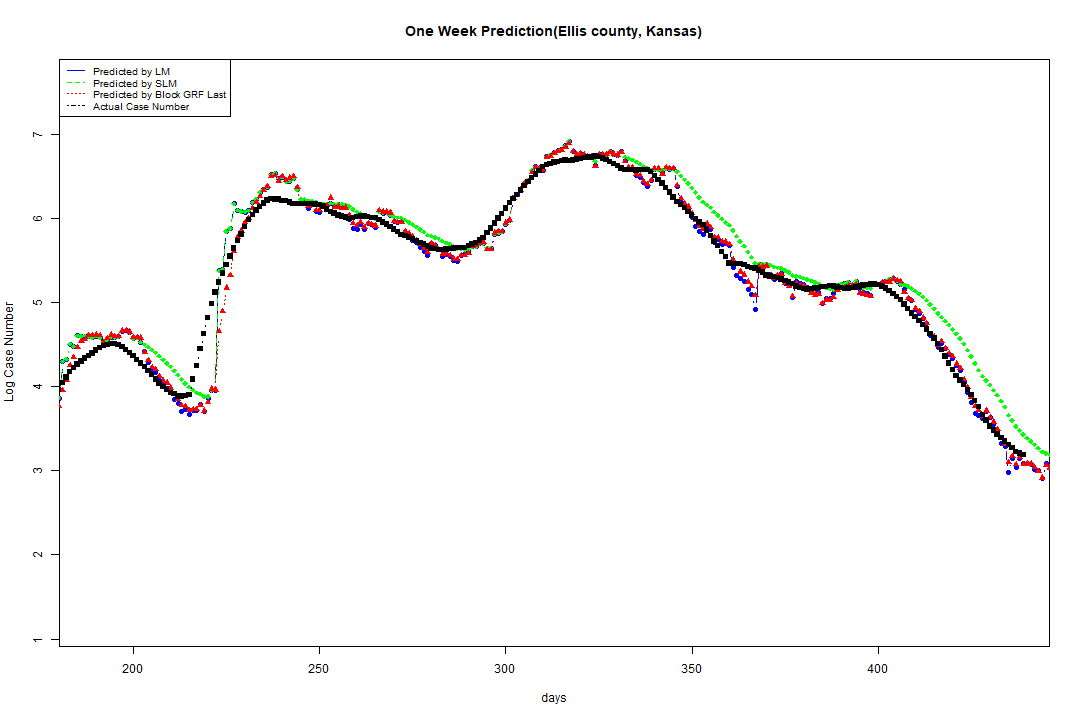 One Week Prediction(Ellis county, Kansas)
Predicted by LM
Predicted by SLM
Predicted by Block GRF Last
Actual Case Number
7
6
5
4
3
2
1
Log Case Number
200 250 300 350 400
days